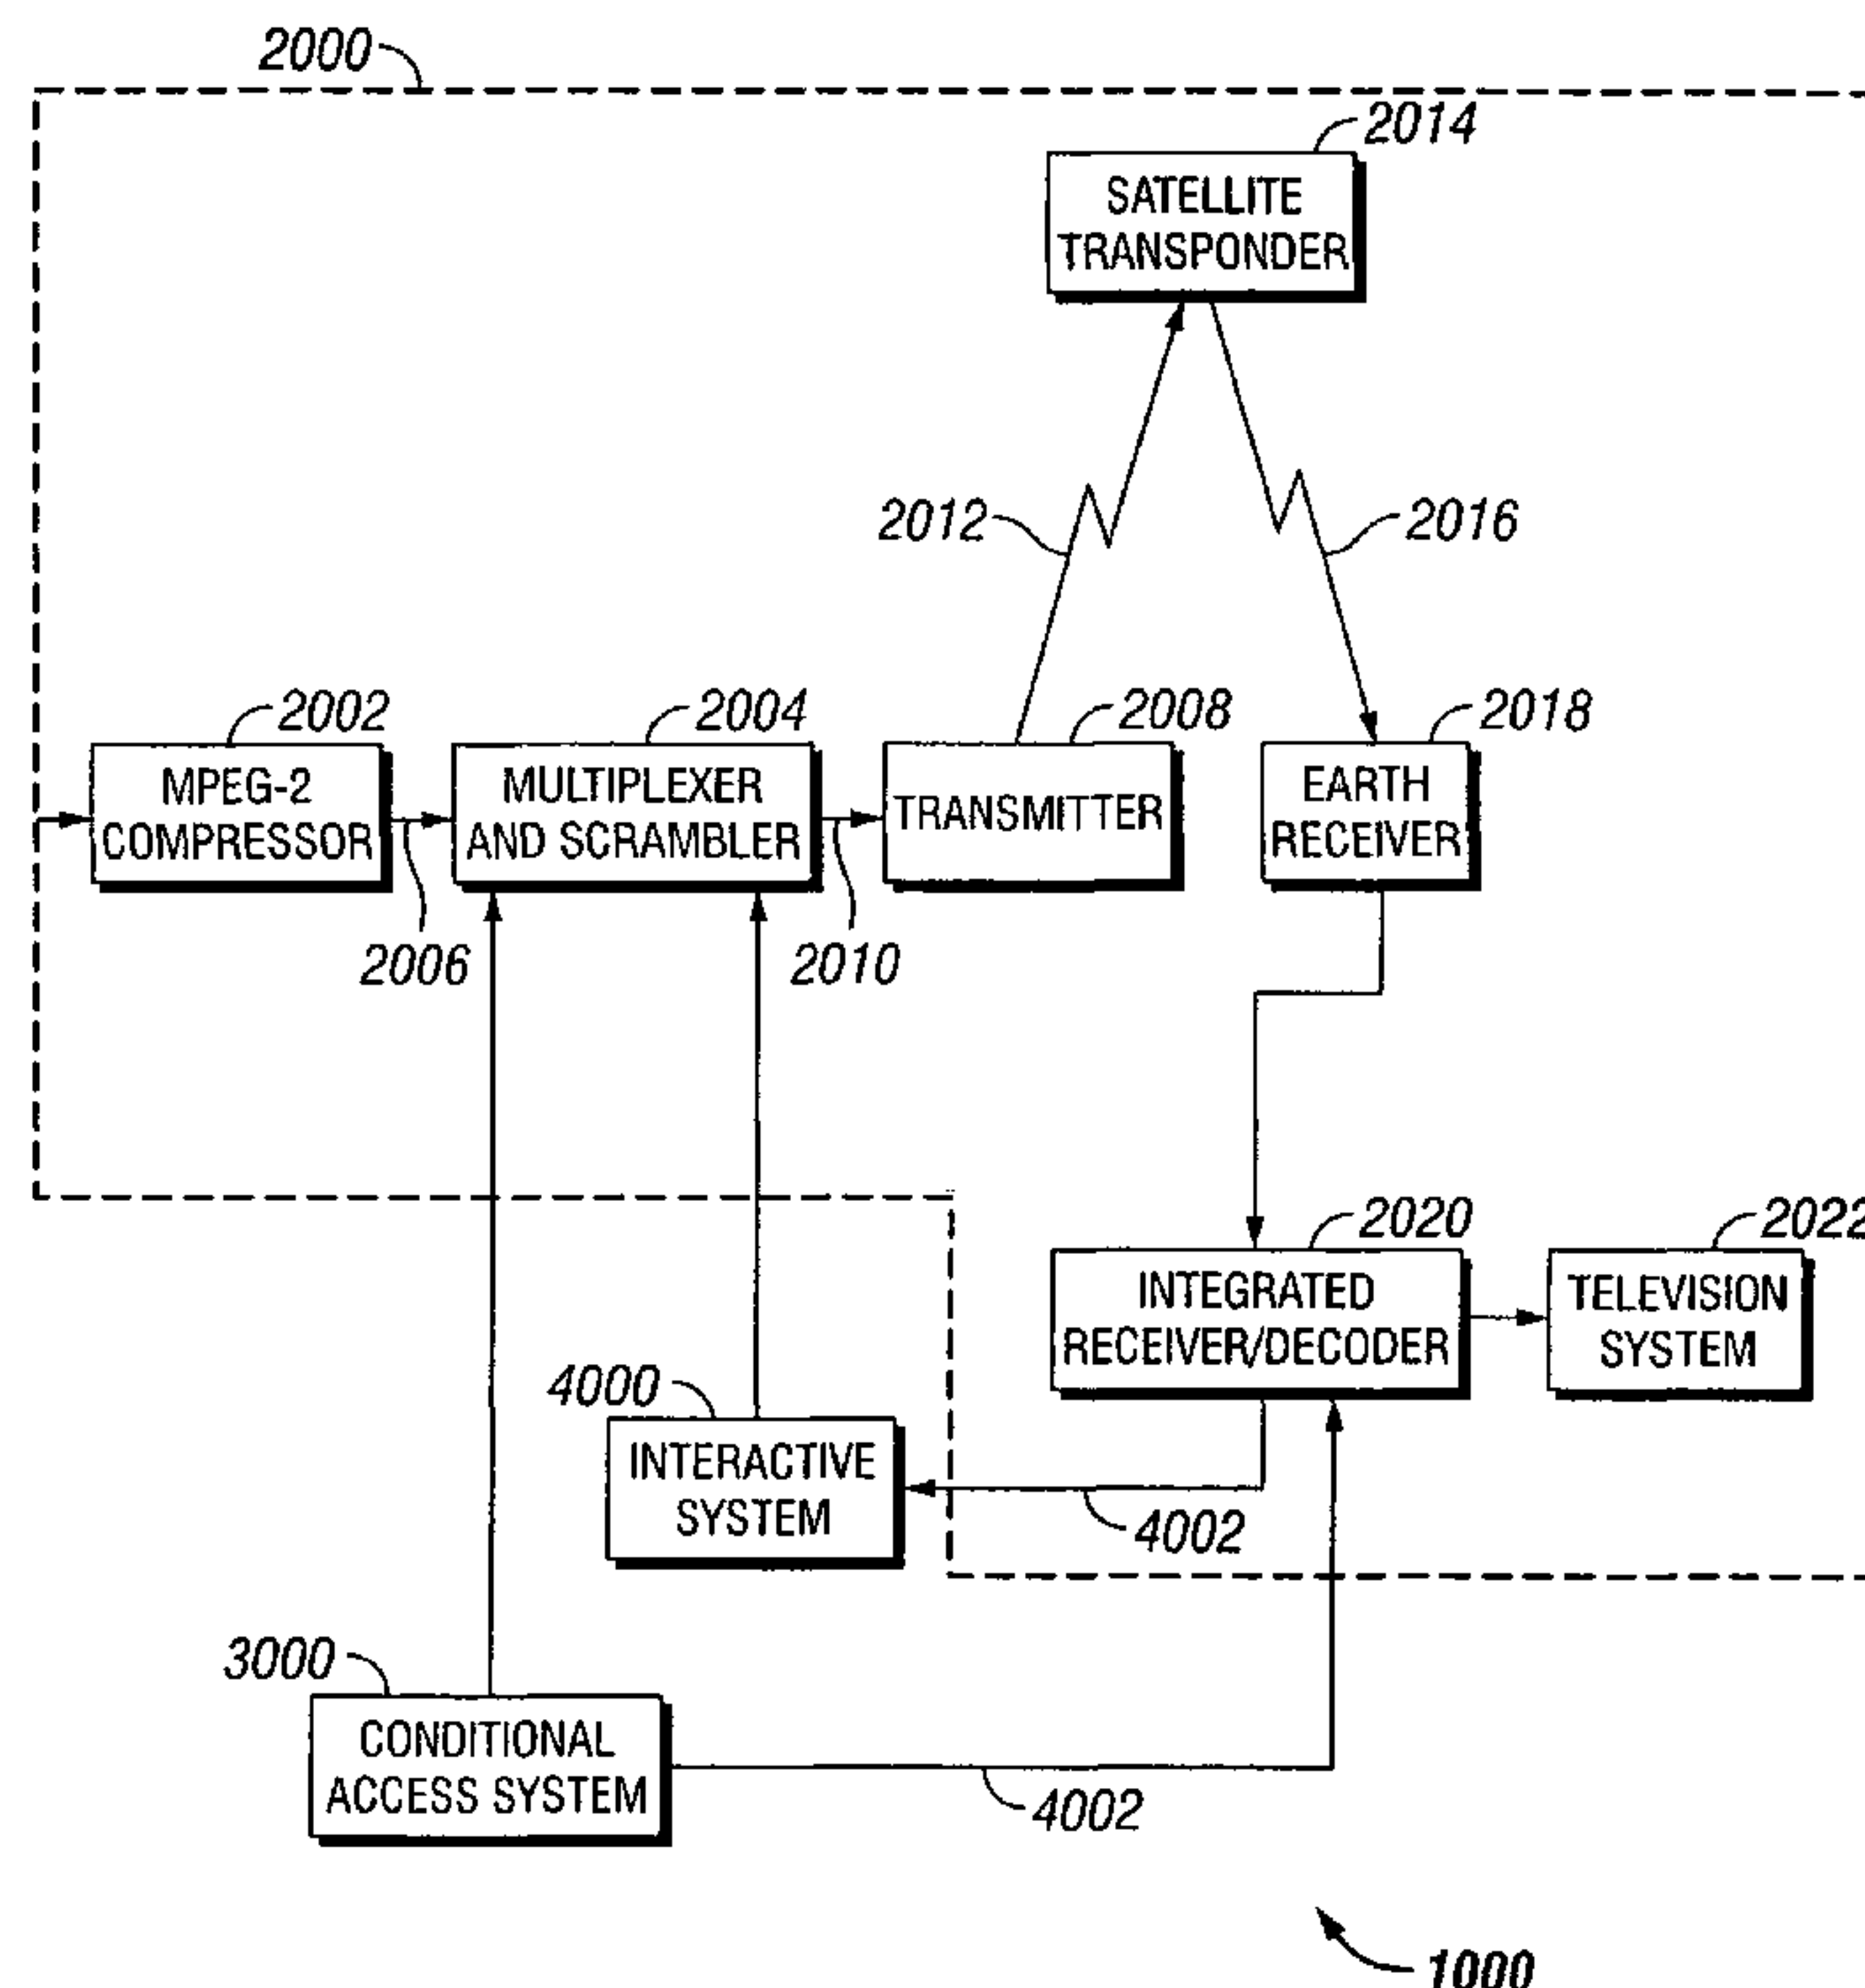 2000
2014
SATELLITE
TRANSPONDER
2012
2016
2002
2004
2008
2018
MPEG-2
COMPRESSOR
MULTIPLEXER
AND SCRAMBLER
TRANSMITTER
EARTH
RECEIVER
2006
2010
2020
2022
INTEGRATED
RECEIVER/DECODER
TELEVISION
SYSTEM
4000
INTERACTIVE
SYSTEM
4002
3000
CONDITIONAL
ACCESS SYSTEM
4002
1000